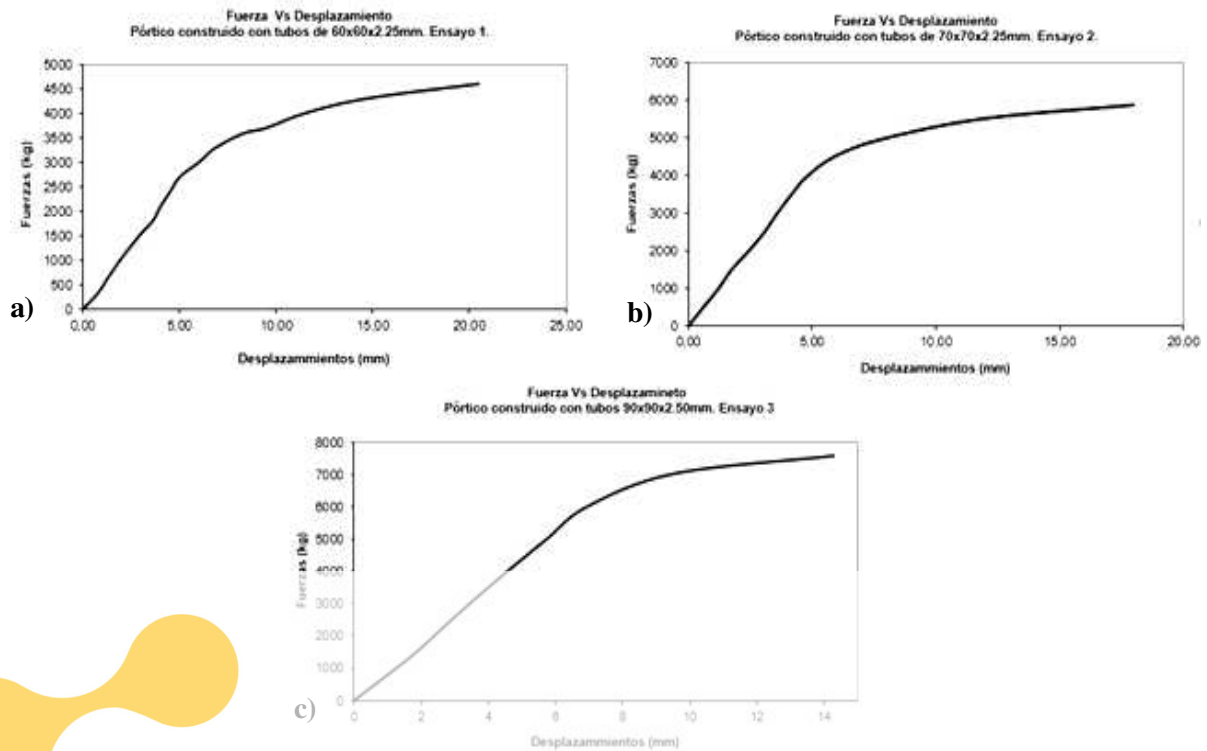 Fuerza Vs Desplazamiento
Pórtico construido con tubos de 60x60x2.25mm. Ensayo 1.
5000
4500
4000
3500
3000
2500
2000
1500
1000
500
0
Fuerzas (kg)
0,00 5,00 10,00 15,00 20,00 25,00
Desplazammientos (mm)
a)
Fuerza Vs Desplazamiento
Pórtico construido con tubos de 70x70x2.25mm. Ensayo 2.
7000
6000
5000
4000
3000
2000
1000
0
Fuerzas (kg)
0,00 5,00 10,00 15,00 20,00
Desplazammientos (mm)
b)
Fuerza Vs Desplazamineto
Pórtico construido con tubos 90x90x2.50mm. Ensayo 3
8000
7000
6000
5000
4000
3000
2000
1000
0
Fuerzas (kg)
0 2 4 6 8 10 12 14
Desplazammientos (mm)
c)